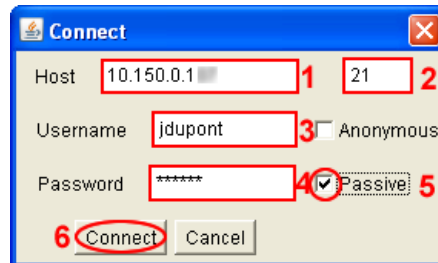 Connect
Host 10.150.0.1 1 21 2
Username jdupont 3 Anonymous
Password ****** 4 Passive 5
6 Connect Cancel